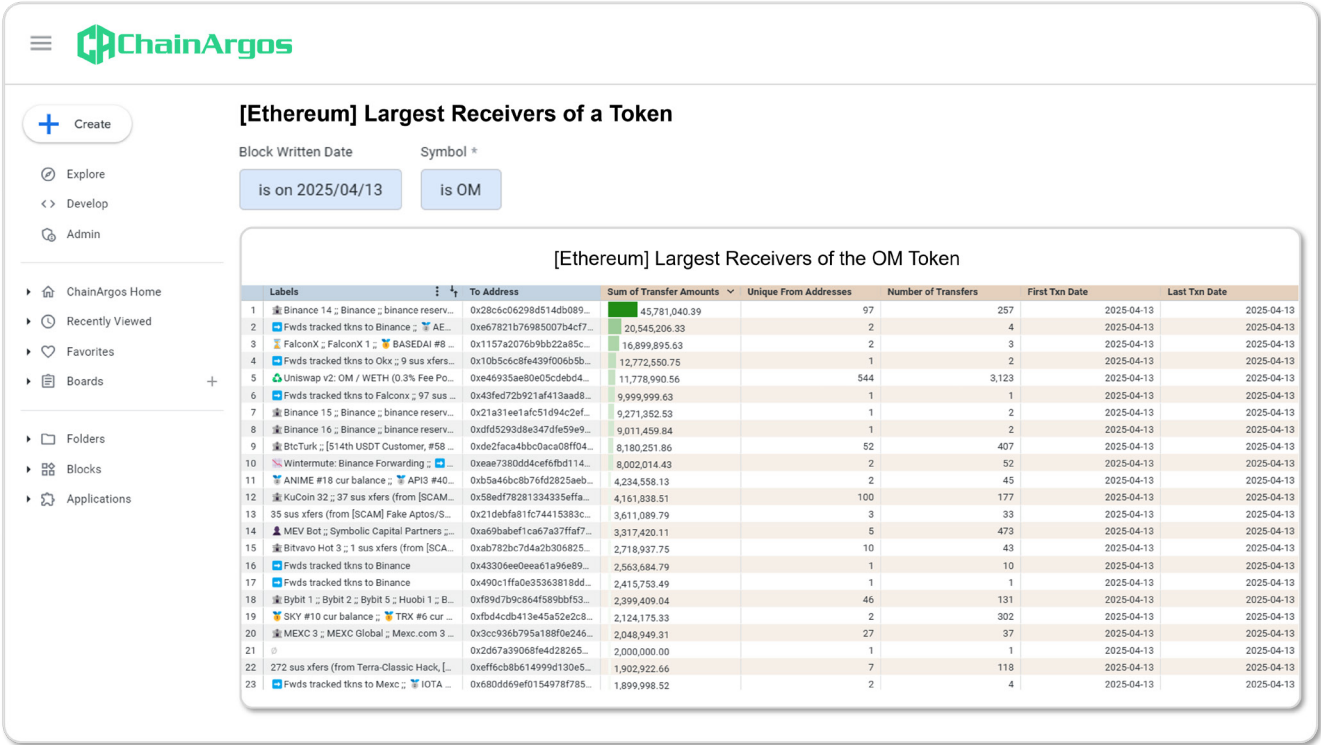 ChainArgos
Create
Explore
Develop
Admin
ChainArgos Home
Recently Viewed
Favorites
Boards
Folders
Blocks
Applications
[Ethereum] Largest Receivers of a Token
Block Written Date Symbol *
is on 2025/04/13 is OM
[Ethereum] Largest Receivers of the OM Token
Labels To Address Sum of Transfer Amounts Unique From Addresses Number of Transfers First Txn Date Last Txn Date
1 Binance 14 ;; Binance ;; binance reserv... 0x28c6c06298d514db089... 45,781,040.39 97 257 2025-04-13 2025-04-13
2 Fwds tracked tkns to Binance ;; AE... 0xe67821b76985007b4cf7... 20,545,206.33 2 4 2025-04-13 2025-04-13
3 FalconX ;; FalconX 1 ;; BASEDAI #8 ... 0x1157a2076b9bb22a85c... 16,899,895.63 2 3 2025-04-13 2025-04-13
4 Fwds tracked tkns to Okx ;; 9 sus xfers... 0x10b5c6c8fe439f006b5b... 12,772,550.75 1 2 2025-04-13 2025-04-13
5 Uniswap v2: OM / WETH (0.3% Fee Po... 0xe46935ae80e05cdebd4... 11,778,990.56 544 3,123 2025-04-13 2025-04-13
6 Fwds tracked tkns to Falconx ;; 97 sus ... 0x43fed72b921af413aad8... 9,999,999.63 1 1 2025-04-13 2025-04-13
7 Binance 15 ;; Binance ;; binance reserv... 0x21a31ee1afc51d94c2ef... 9,271,352.53 1 2 2025-04-13 2025-04-13
8 Binance 16 ;; Binance ;; binance reserv... 0xdfd5293d8e347dfe59e9... 9,011,459.84 1 2 2025-04-13 2025-04-13
9 BtcTurk ;; [514th USDT Customer, #58 ... 0xde2faca4bbc0aca08ff04... 8,180,251.86 52 407 2025-04-13 2025-04-13
10 Wintermute: Binance Forwarding ;; ... 0xeae7380dd4cef6fbd114... 8,002,014.43 2 52 2025-04-13 2025-04-13
11 ANIME #18 cur balance ;; API3 #40... 0xb5a46bc8b76fd2825aeb... 4,234,558.13 2 45 2025-04-13 2025-04-13
12 KuCoin 32 ;; 37 sus xfers (from [SCAM... 0x58edf78281334335effa... 4,161,838.51 100 177 2025-04-13 2025-04-13
13 35 sus xfers (from [SCAM] Fake Aptos/S... 0x21debfa81fc74415383c... 3,611,089.79 3 33 2025-04-13 2025-04-13
14 MEV Bot ;; Symbolic Capital Partners ;;... 0xa69babef1ca67a37ffaf7... 3,317,420.11 5 473 2025-04-13 2025-04-13
15 Bitvavo Hot 3 ;; 1 sus xfers (from [SCA... 0xab782bc7d4a2b306825... 2,718,937.75 10 43 2025-04-13 2025-04-13
16 Fwds tracked tkns to Binance 0x43306ee0eea61a96e89... 2,563,684.79 1 10 2025-04-13 2025-04-13
17 Fwds tracked tkns to Binance 0x490c1ffa0e35363818dd... 2,415,753.49 1 1 2025-04-13 2025-04-13
18 Bybit 1 ;; Bybit 2 ;; Bybit 5 ;; Huobi 1 ;; B... 0xf89d7b9c864f589bbf53... 2,399,409.04 46 131 2025-04-13 2025-04-13
19 SKY #10 cur balance ;; TRX #6 cur ... 0xfbd4cdb413e45a52e2c8... 2,124,175.33 2 302 2025-04-13 2025-04-13
20 MEXC 3 ;; MEXC Global ;; Mexc.com 3 ... 0x3cc936b795a188f0e246... 2,048,949.31 27 37 2025-04-13 2025-04-13
21 ∅ 0x2d67a39068fe4d28265... 2,000,000.00 1 1 2025-04-13 2025-04-13
22 272 sus xfers (from Terra-Classic Hack, [... 0xeff6cb8b614999d130e5... 1,902,922.66 7 118 2025-04-13 2025-04-13
23 Fwds tracked tkns to Mexc ;; IOTA ... 0x680dd69ef0154978f785... 1,899,998.52 2 4 2025-04-13 2025-04-13